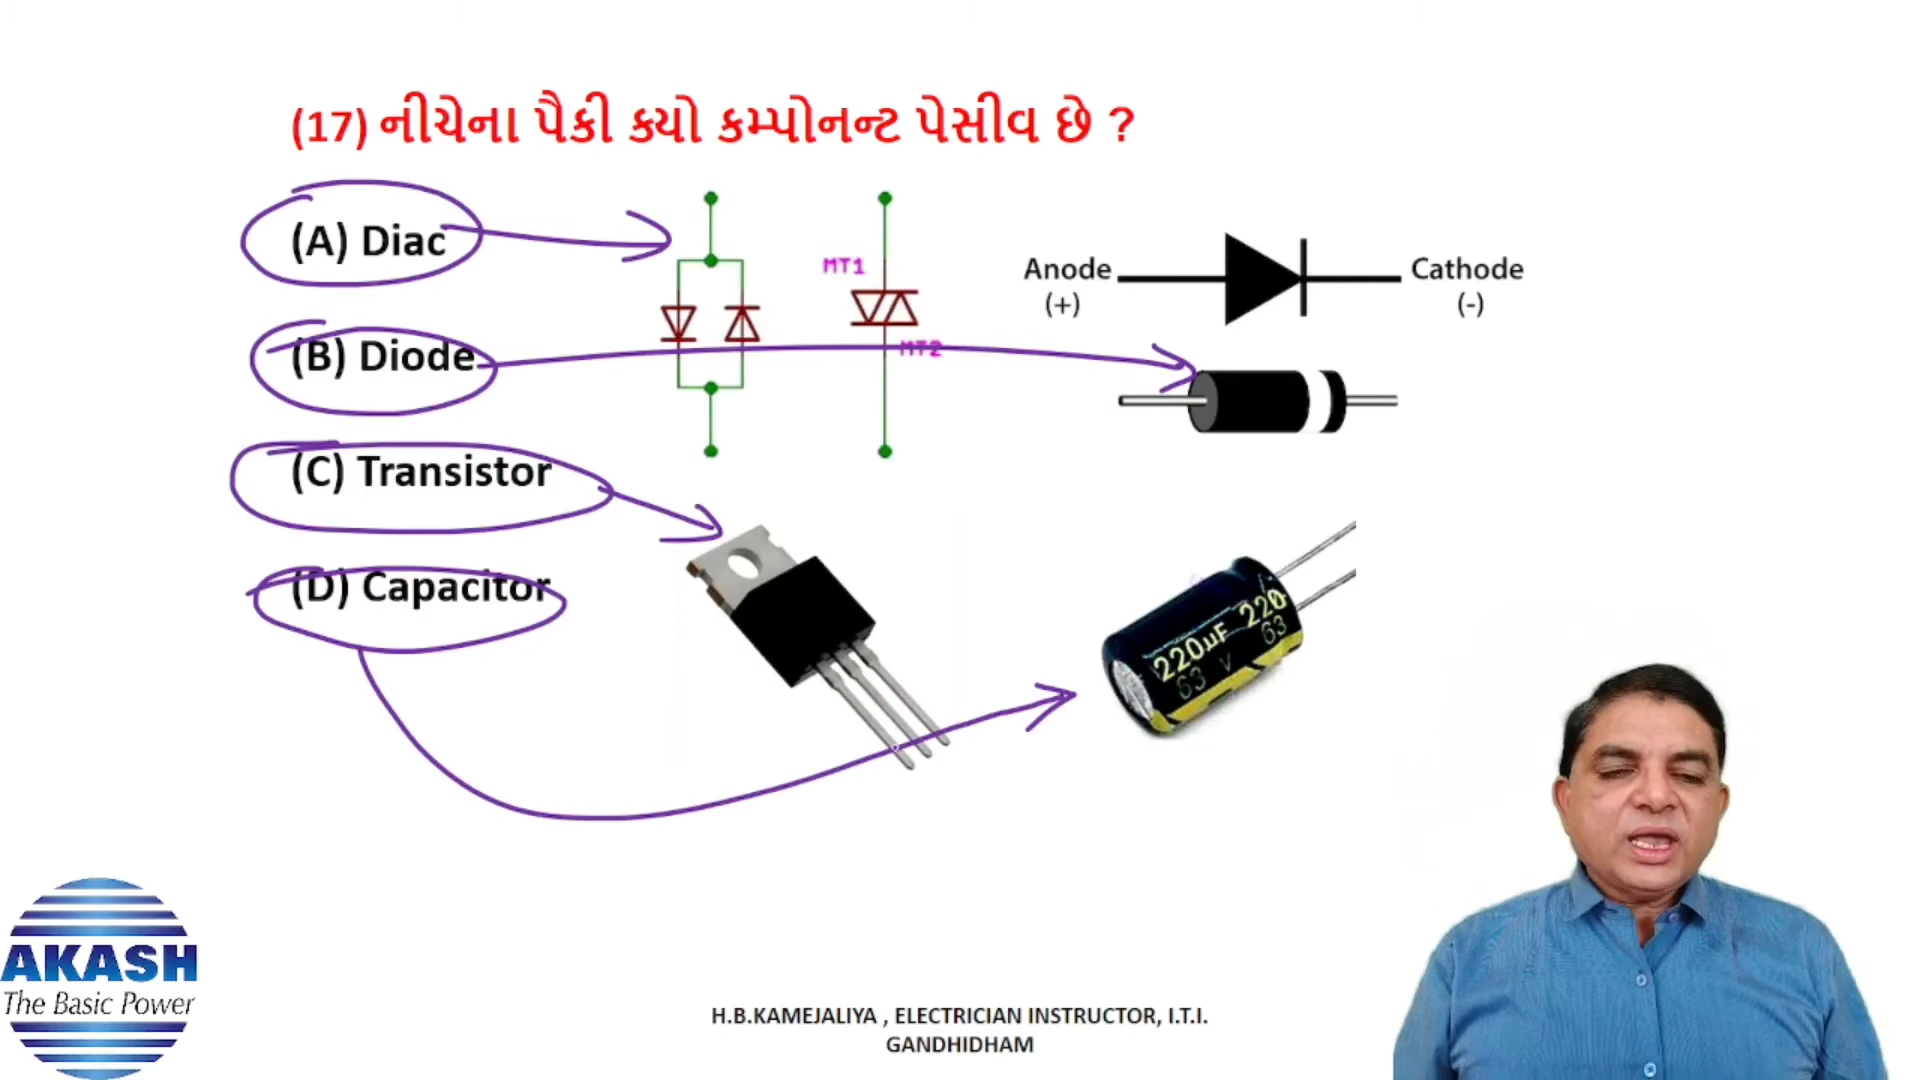 (17) નીચેના પૈકી ક્યો કમ્પોનન્ટ પેસીવ છે ?
(A) Diac
(B) Diode
(C) Transistor
(D) Capacitor
MT1
MT2
Anode
(+)
Cathode
(-)
220µF 220
63 V 63
AKASH
The Basic Power
H.B.KAMEJALIYA , ELECTRICIAN INSTRUCTOR, I.T.I.
GANDHIDHAM